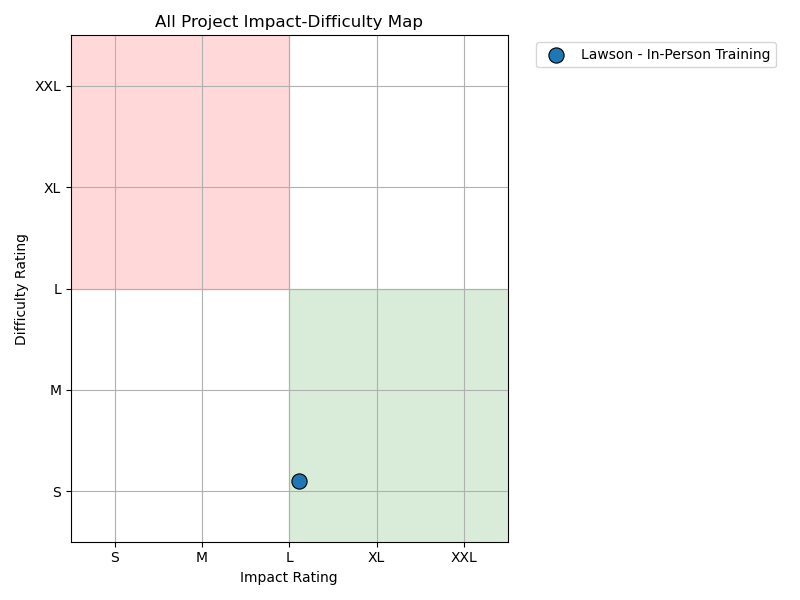 All Project Impact-Difficulty Map
Lawson - In-Person Training
XXL
XL
L
M
S
Difficulty Rating
S M L XL XXL
Impact Rating